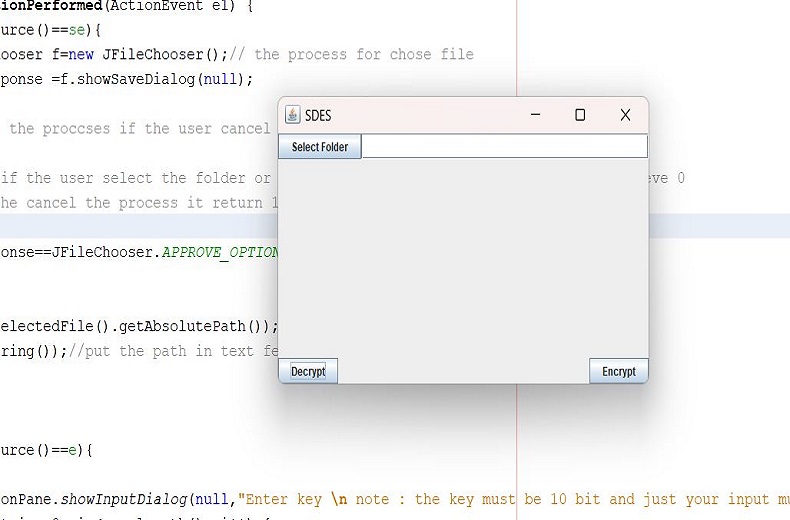 ionPerformed(ActionEvent e1) {
urce()==se){
ooser f=new JFileChooser();// the process for chose file
ponse =f.showSaveDialog(null);
the proccses if the user cancel
if the user select the folder or eve 0
he cancel the process it return 1
onse==JFileChooser.APPROVE_OPTION
electedFile().getAbsolutePath());
ring());//put the path in text fe
urce()==e){
onPane.showInputDialog(null,"Enter key \n note : the key must be 10 bit and just your input mu
SDES
Select Folder
Decrypt
Encrypt